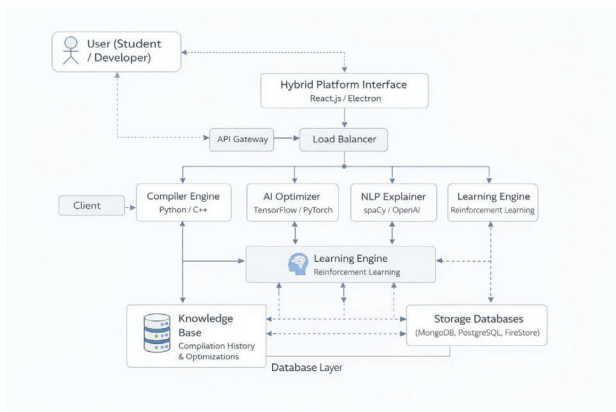 User (Student
/ Developer)
Hybrid Platform Interface
React.js / Electron
API Gateway
Load Balancer
Client
Compiler Engine
Python / C++
AI Optimizer
TensorFlow / PyTorch
NLP Explainer
spaCy / OpenAI
Learning Engine
Reinforcement Learning
Learning Engine
Reinforcement Learning
Knowledge
Base
Compilation History
& Optimizations
Storage Databases
(MongoDB, PostgreSQL, FireStore)
Database Layer